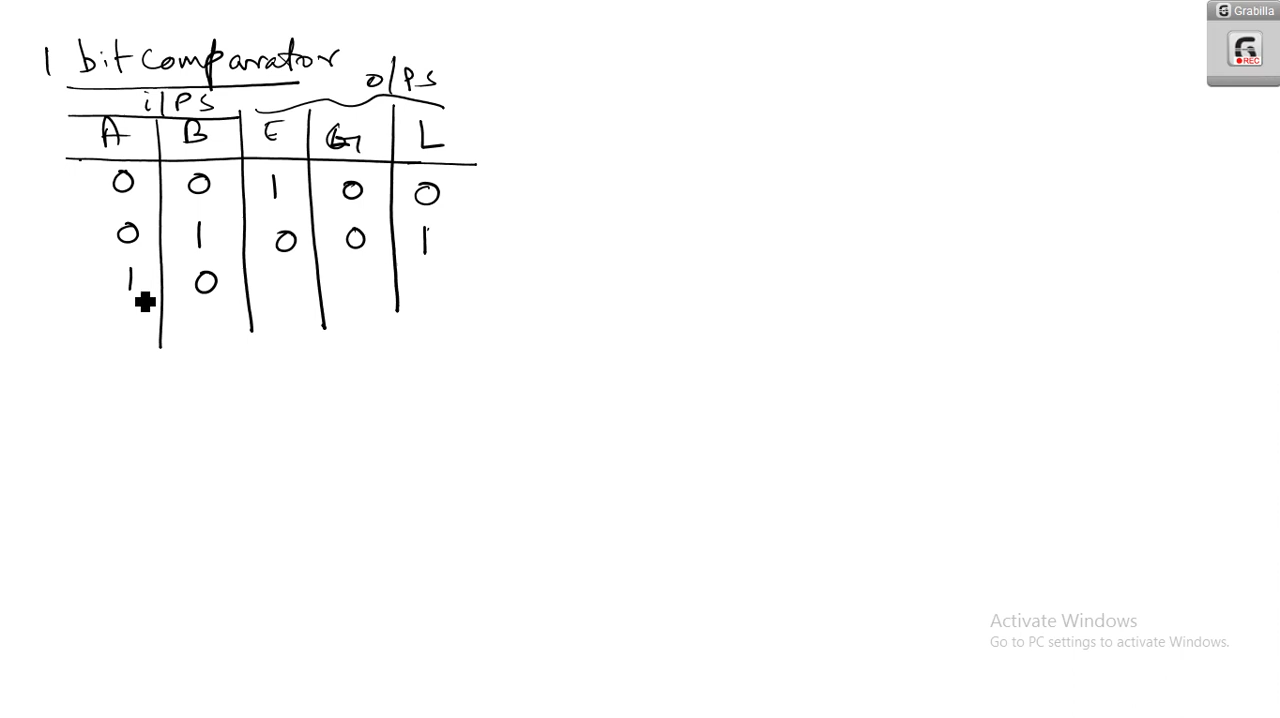 Grabilla
REC
1 bit comparator
o/ps
i/ps
A B E G L
0 0 1 0 0
0 1 0 0 1
1 0
Activate Windows
Go to PC settings to activate Windows.